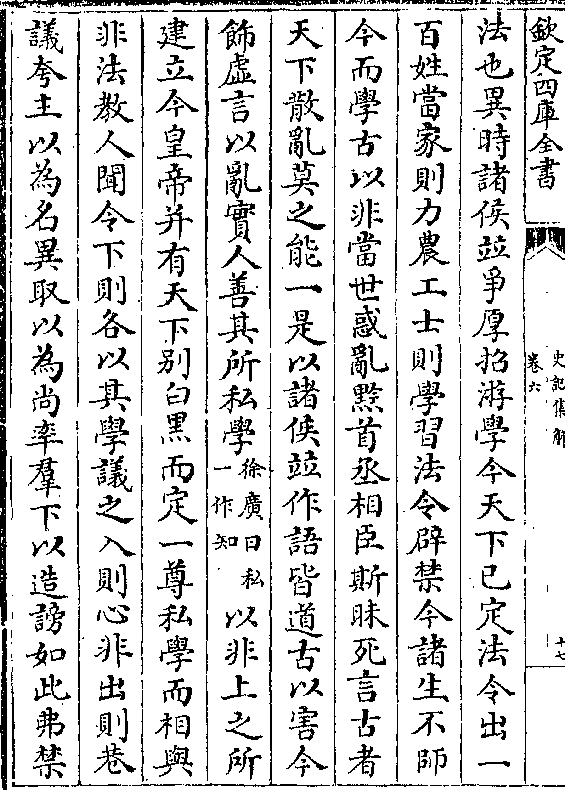 欽定四庫全書
史記集解
卷六
十七
法也異時諸侯竝爭厚招游學今天下已定法令出一
百姓當家則力農工士則學習法令辟禁今諸生不師
今而學古以非當世惑亂黔首丞相臣斯昧死言古者
天下散亂莫之能一是以諸侯竝作語皆道古以害今
飾虛言以亂實人善其所私學徐廣曰私一作知以非上之所
建立今皇帝并有天下別白黑而定一尊私學而相與
非法教人聞令下則各以其學議之入則心非出則巷
議夸主以為名異取以為尚率羣下以造謗如此弗禁